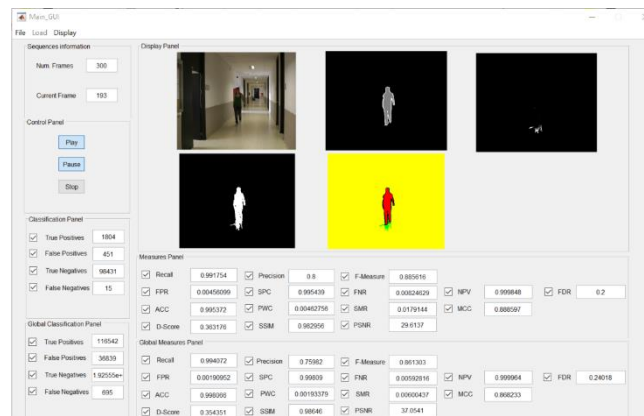 Main_GUI
File Load Display
Sequences information
Num. Frames 300
Current Frame 193
Control Panel
Play
Pause
Stop
Classification Panel
True Positives 1804
False Positives 451
True Negatives 98431
False Negatives 15
Global Classification Panel
True Positives 116542
False Positives 36839
True Negatives 1.92555e+
False Negatives 695
Display Panel
Measures Panel
Recall 0.991754 Precision 0.8 F-Measure 0.885616
FPR 0.00456099 SPC 0.995439 FNR 0.00824629 NPV 0.999848 FDR 0.2
ACC 0.995372 PWC 0.00462756 SMR 0.0179144 MCC 0.888597
D-Score 0.363176 SSIM 0.982956 PSNR 29.6137
Global Measures Panel
Recall 0.994072 Precision 0.75982 F-Measure 0.861303
FPR 0.00190952 SPC 0.99809 FNR 0.00592816 NPV 0.999964 FDR 0.24018
ACC 0.998066 PWC 0.00193379 SMR 0.00600437 MCC 0.868233
D-Score 0.354351 SSIM 0.98646 PSNR 37.0541